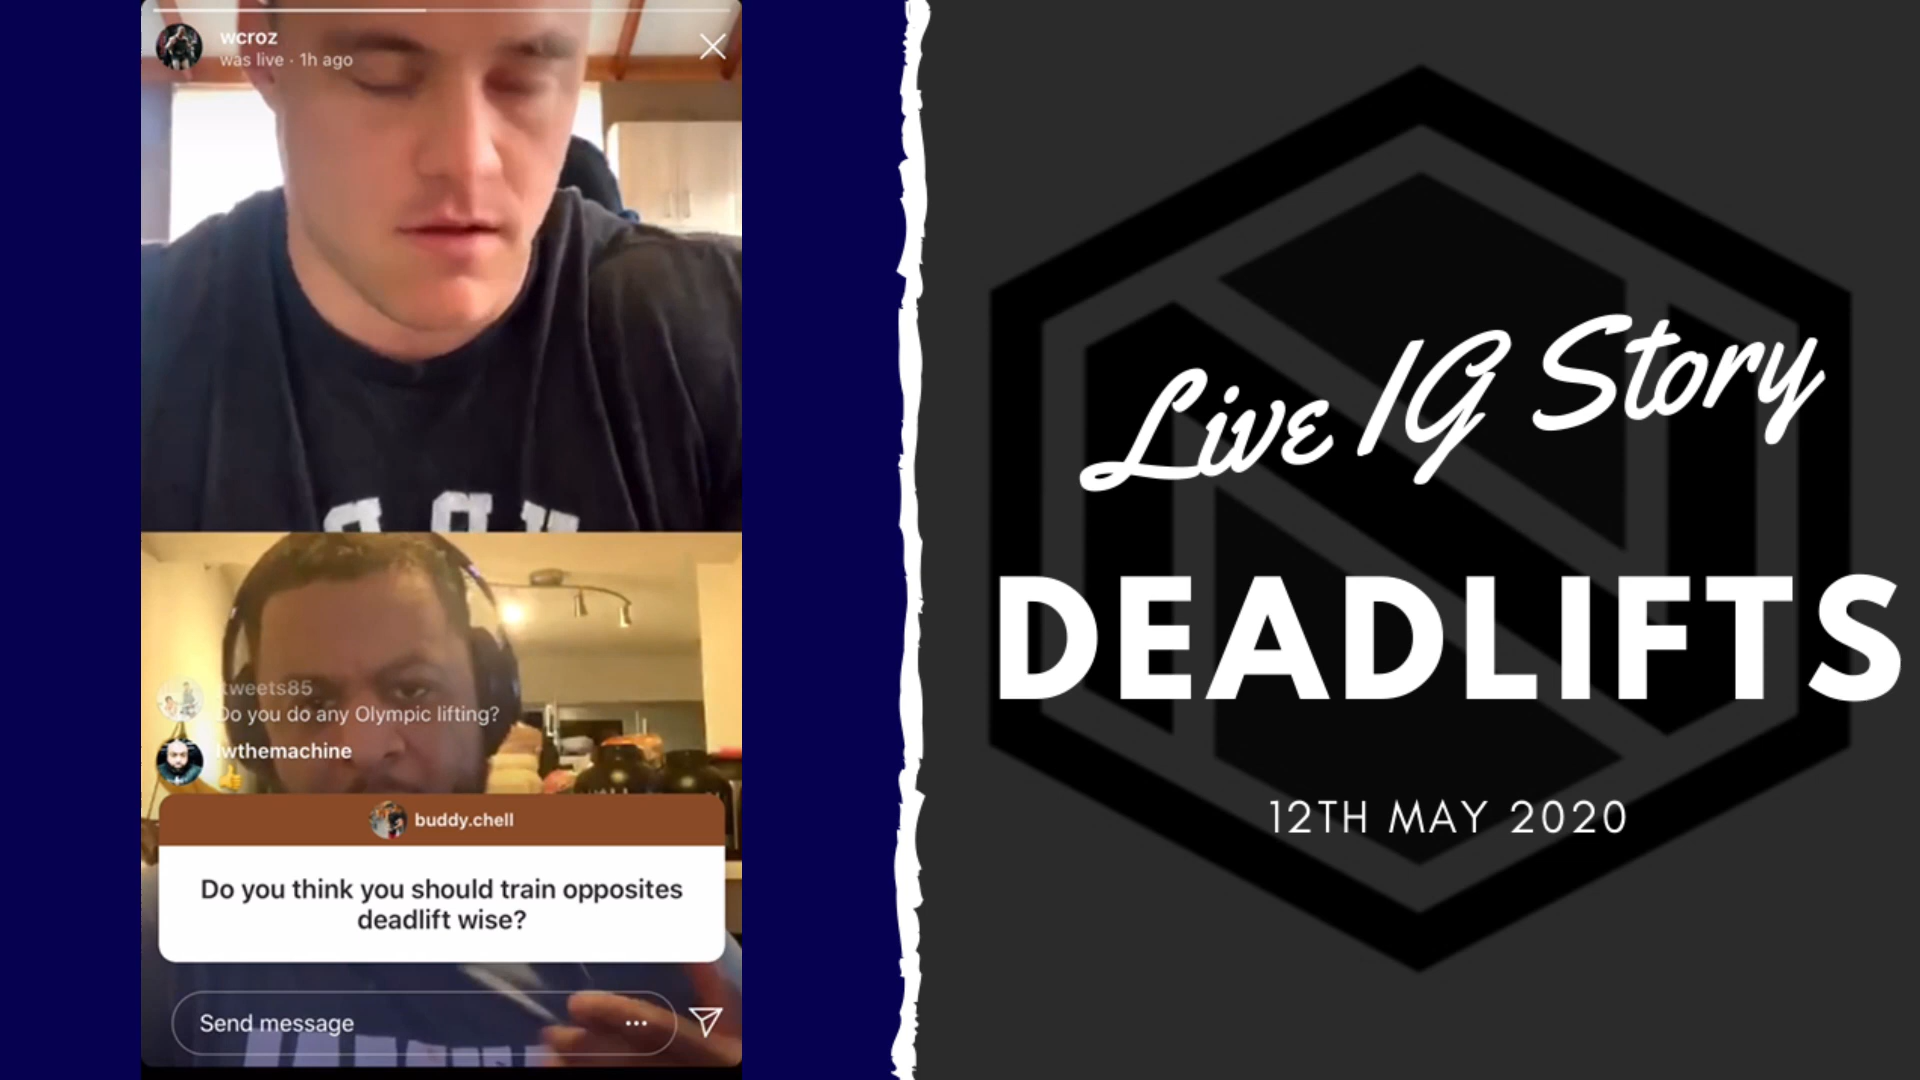 wcroz
was live · 1h ago
tweets85
Do you do any Olympic lifting?
lwthemachine
buddy.chell
Do you think you should train opposites
deadlift wise?
Send message
Live IG Story
DEADLIFTS
12TH MAY 2020